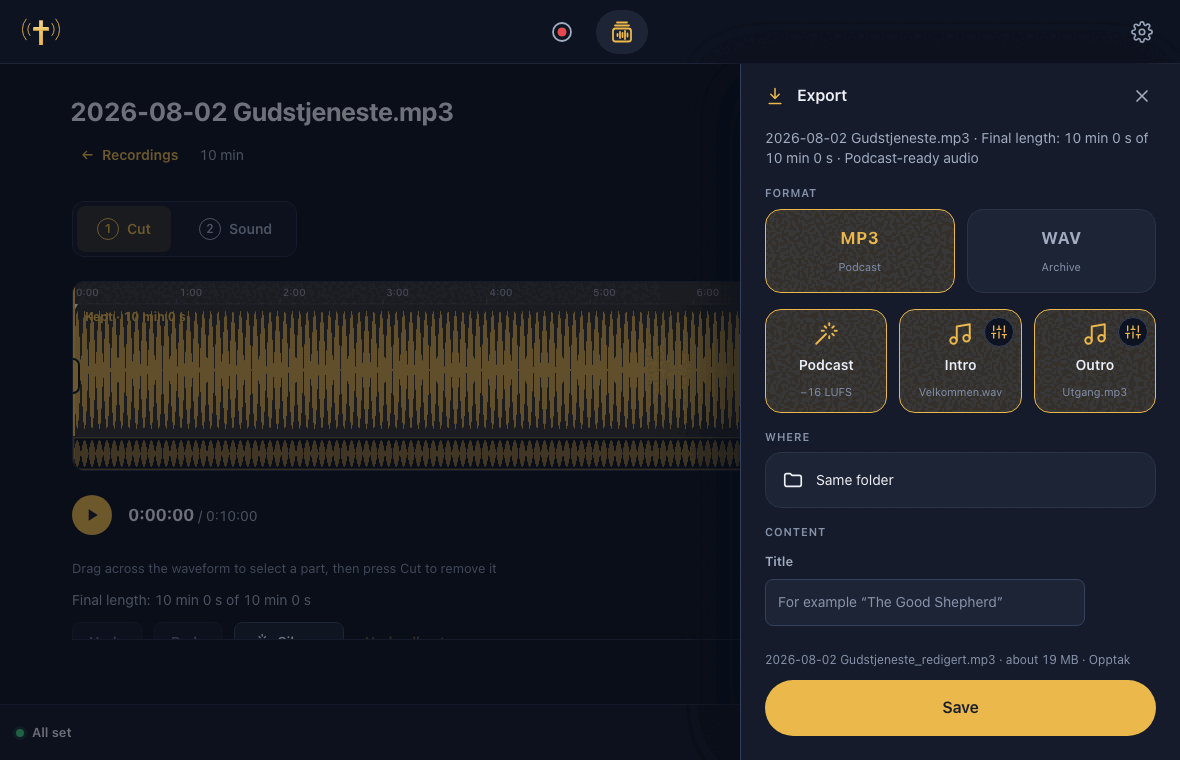 2026-08-02 Gudstjeneste.mp3
← Recordings 10 min
1 Cut 2 Sound
0:00 1:00 2:00 3:00 4:00 5:00 6:00
Kept · 10 min 0 s
0:00:00 / 0:10:00
Drag across the waveform to select a part, then press Cut to remove it
Final length: 10 min 0 s of 10 min 0 s
All set
Export
2026-08-02 Gudstjeneste.mp3 · Final length: 10 min 0 s of
10 min 0 s · Podcast-ready audio
FORMAT
MP3
Podcast
WAV
Archive
Podcast
−16 LUFS
Intro
Velkommen.wav
Outro
Utgang.mp3
WHERE
Same folder
CONTENT
Title
For example “The Good Shepherd”
2026-08-02 Gudstjeneste_redigert.mp3 · about 19 MB · Opptak
Save